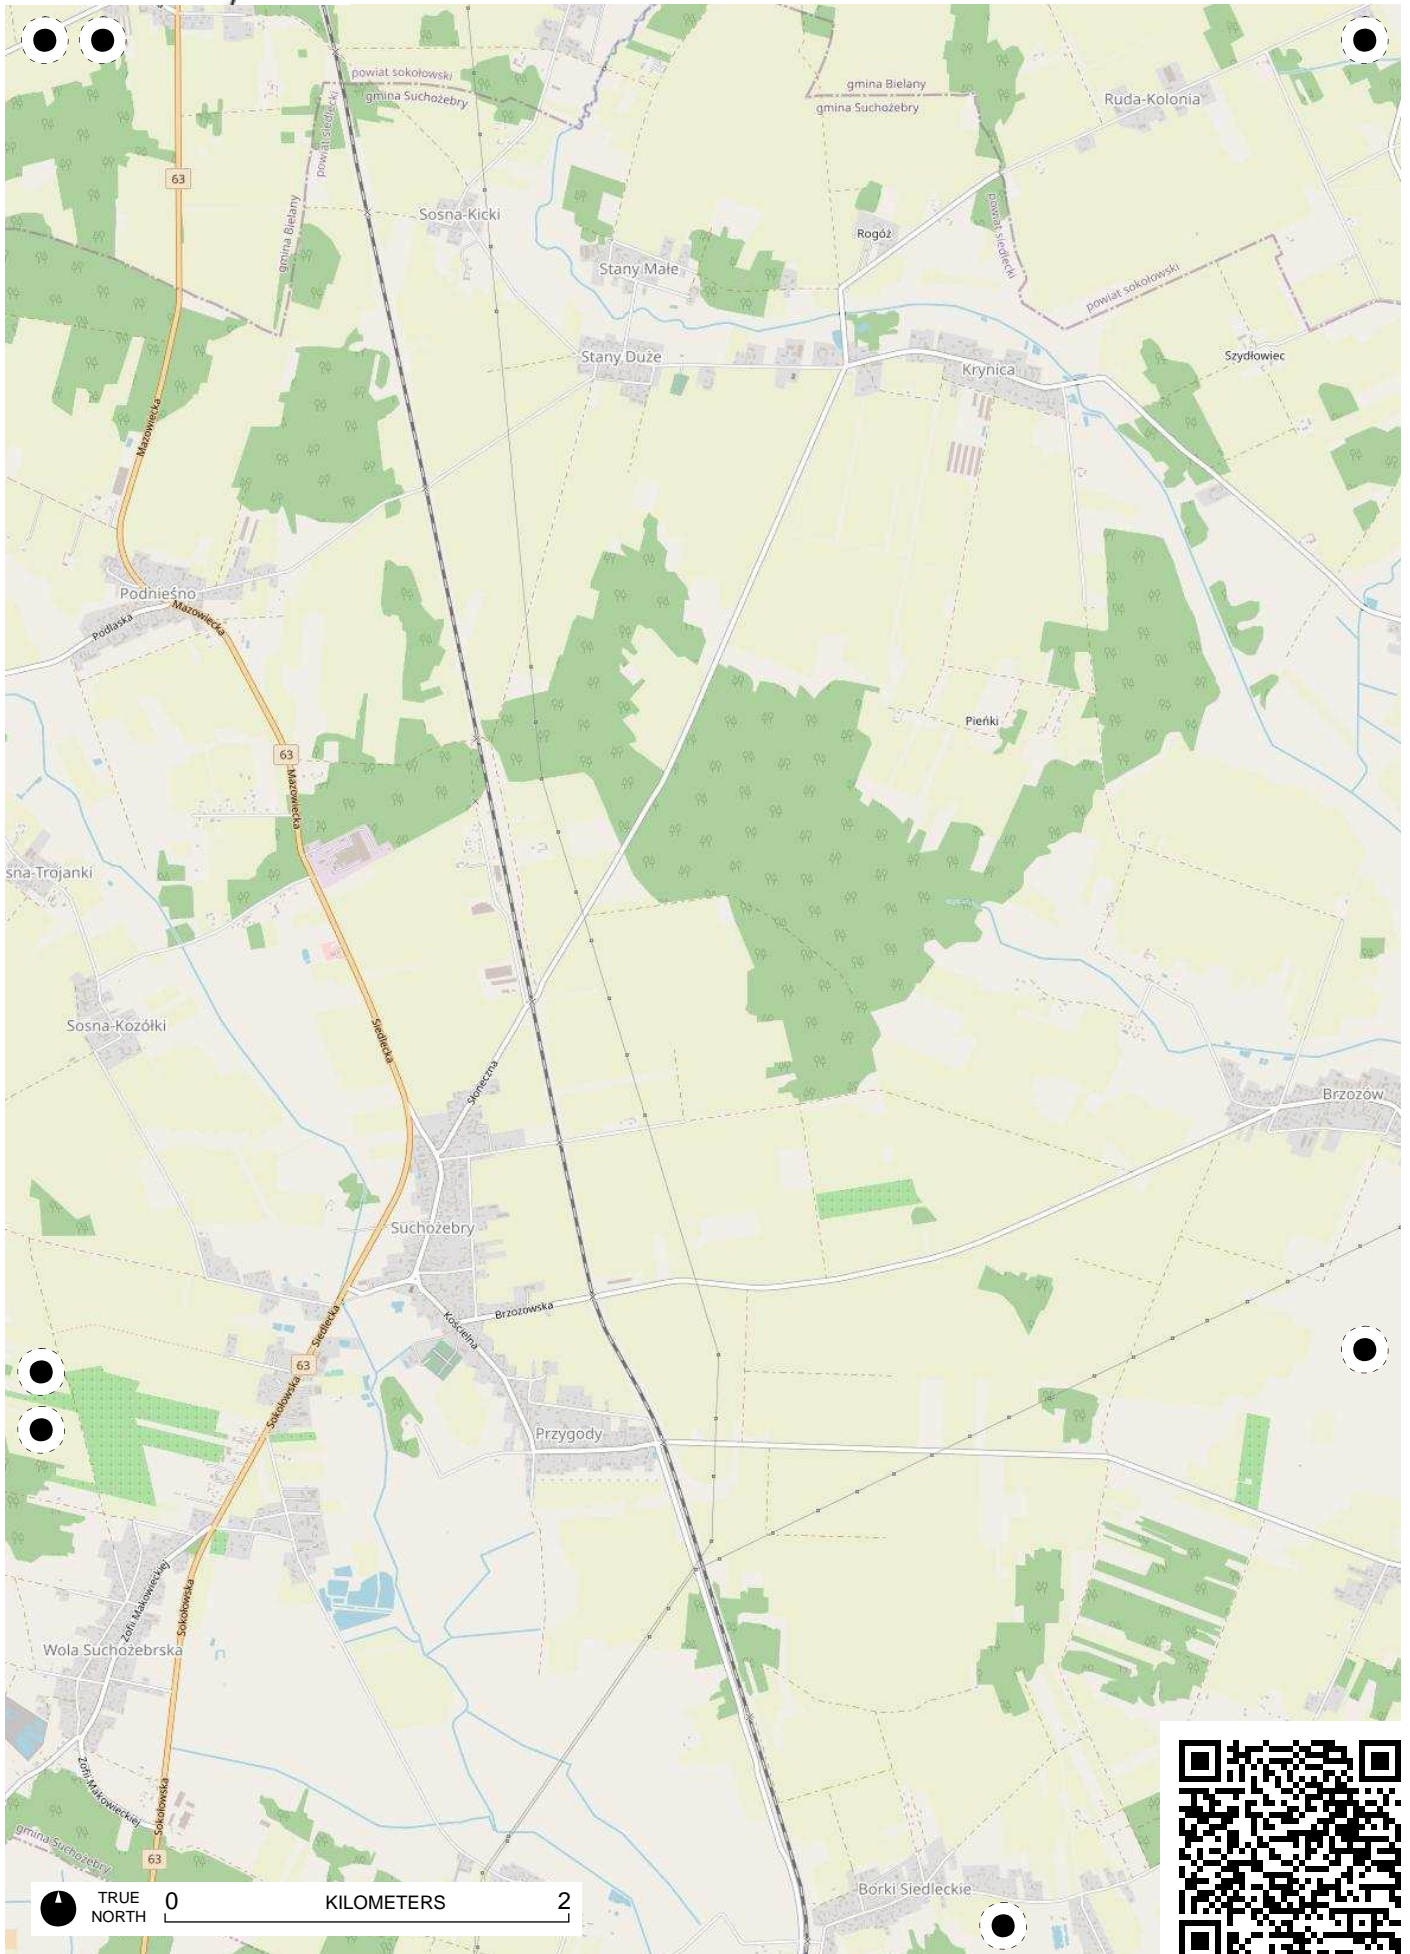 powiat sokołowski
gmina Suchożebry
powiat siedlecki
gmina Bielany
gmina Bielany
gmina Suchożebry
Ruda-Kolonia
63
Sosna-Kicki
Rogóż
powiat siedlecki
powiat sokołowski
Stany Małe
Stany Duże
Krynica
Szydłowiec
Mazowiecka
Podnieśno
Mazowiecka
Podlaska
Pieńki
63
Mazowiecka
sna-Trojanki
Sosna-Kozółki
Siedlecka
Słoneczna
Brzozów
Suchożebry
Brzozowska
Kościelna
Siedlecka
63
Sokołowska
Przygody
Zofii Makowieckiej
Sokołowska
Wola Suchożebrska
Zofii Makowieckiej
Sokołowska
gmina Suchożebry
63
Borki Siedleckie
TRUE
NORTH
0 KILOMETERS 2